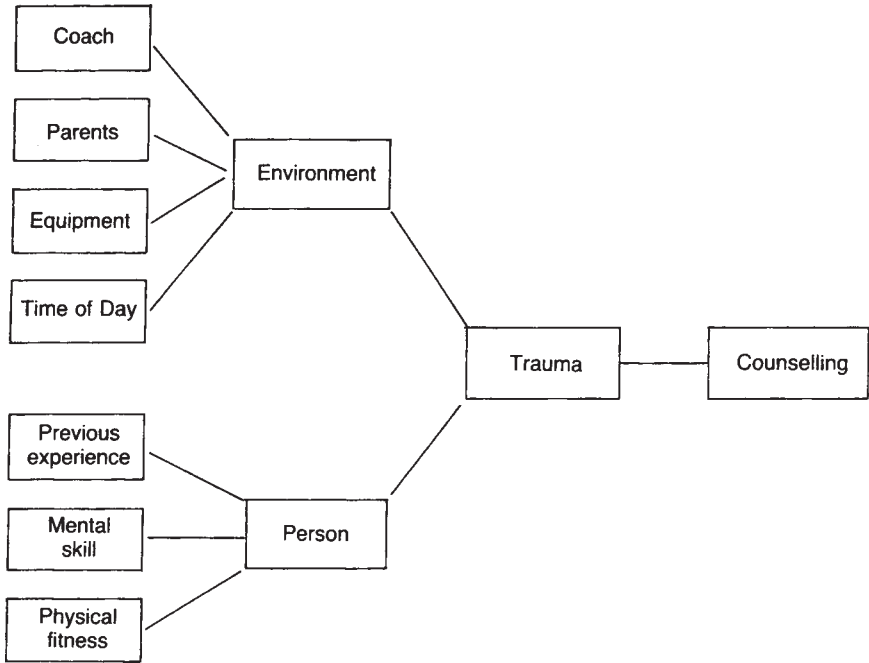 Coach
Parents
Equipment
Time of Day
Environment
Previous
experience
Mental
skill
Physical
fitness
Person
Trauma
Counselling